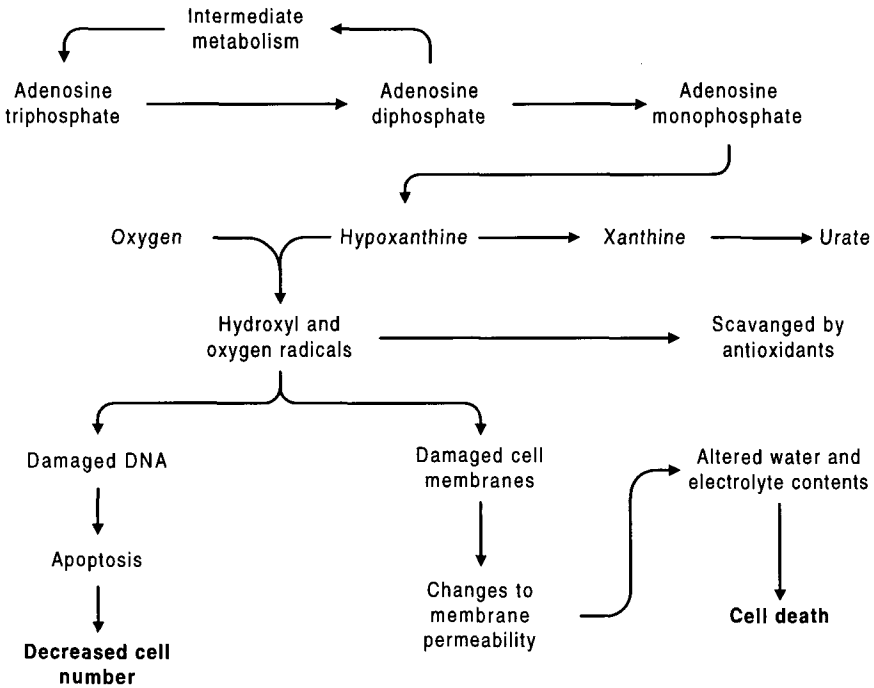 Intermediate
metabolism
Adenosine
triphosphate
Adenosine
diphosphate
Adenosine
monophosphate
Oxygen
Hypoxanthine
Xanthine
Urate
Hydroxyl and
oxygen radicals
Scavanged by
antioxidants
Damaged DNA
Damaged cell
membranes
Altered water and
electrolyte contents
Apoptosis
Changes to
membrane
permeability
Cell death
Decreased cell
number